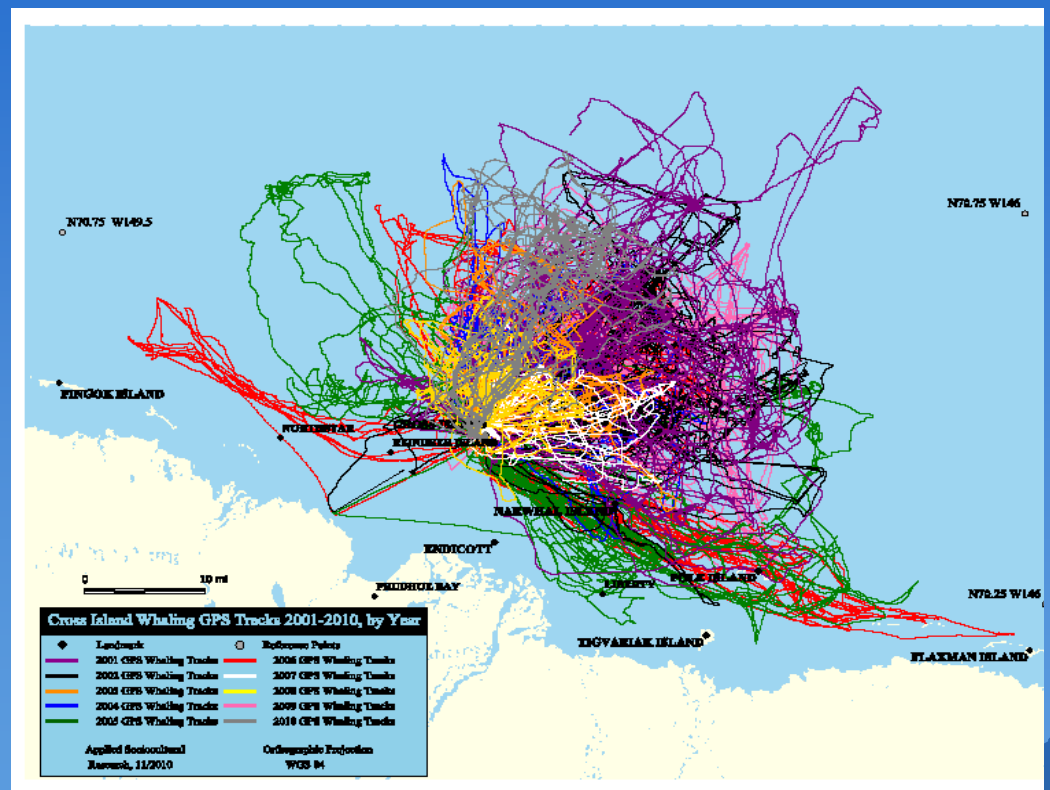 N70.75 W149.5
N70.75 W146
PINGOK ISLAND
NORTHSTAR
REINDEER ISLAND
NARWHAL ISLAND
ENDICOTT
PRUDHOE BAY
LIBERTY
POLE ISLAND
N70.25 W146
TIGVARIAK ISLAND
FLAXMAN ISLAND
0 10 mi
Cross Island Whaling GPS Tracks 2001-2010, by Year
Landmark Reference Points
2001 GPS Whaling Tracks 2006 GPS Whaling Tracks
2002 GPS Whaling Tracks 2007 GPS Whaling Tracks
2003 GPS Whaling Tracks 2008 GPS Whaling Tracks
2004 GPS Whaling Tracks 2009 GPS Whaling Tracks
2005 GPS Whaling Tracks 2010 GPS Whaling Tracks
Applied Sociocultural Orthographic Projection
Research, 11/2010 WGS 84